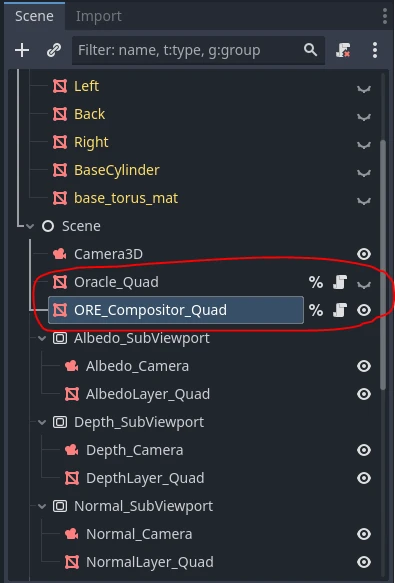 Scene Import
Filter: name, t:type, g:group
Left
Back
Right
BaseCylinder
base_torus_mat
Scene
Camera3D
Oracle_Quad %
ORE_Compositor_Quad %
Albedo_SubViewport
Albedo_Camera
AlbedoLayer_Quad
Depth_SubViewport
Depth_Camera
DepthLayer_Quad
Normal_SubViewport
Normal_Camera
NormalLayer_Quad